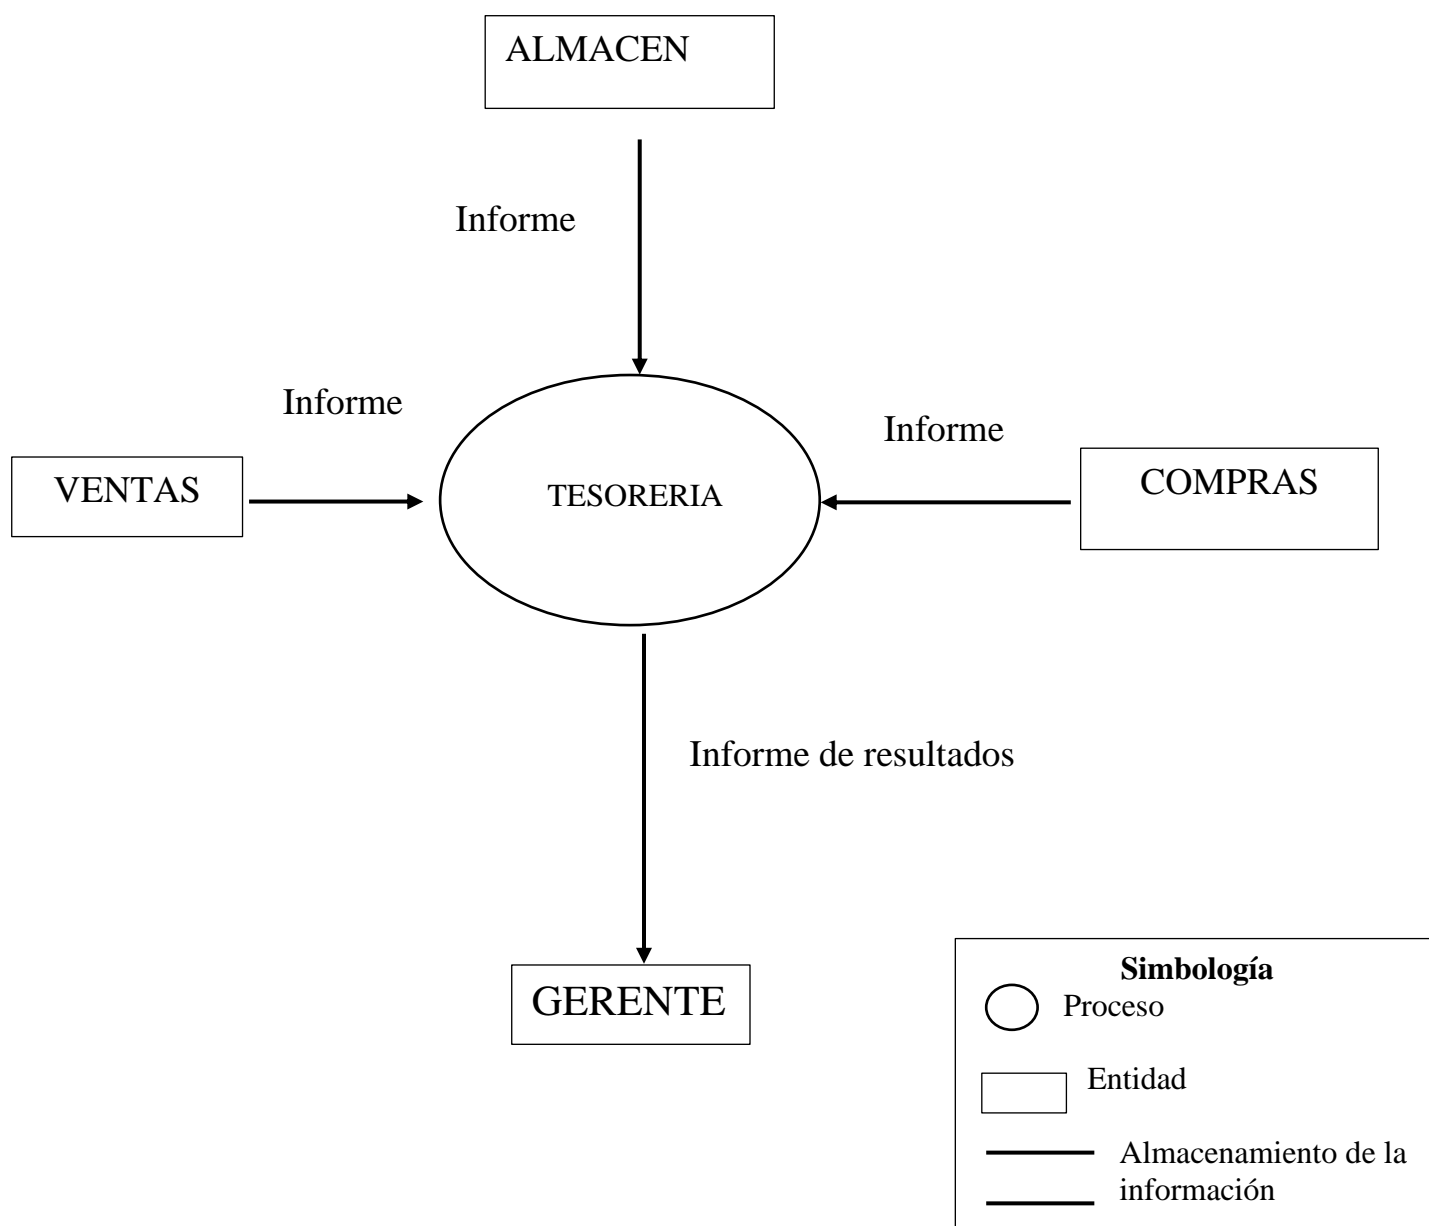 ALMACEN
Informe
Informe
Informe
VENTAS
TESORERIA
COMPRAS
Informe de resultados
GERENTE
Simbología
Proceso
Entidad
Almacenamiento de la
información